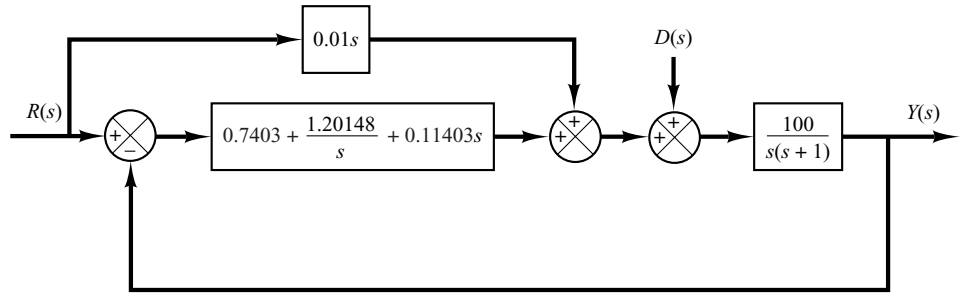 0.01s
D(s)
R(s)
+
−
0.7403 + 1.20148/s + 0.11403s
+
+
+
+
100/s(s + 1)
Y(s)